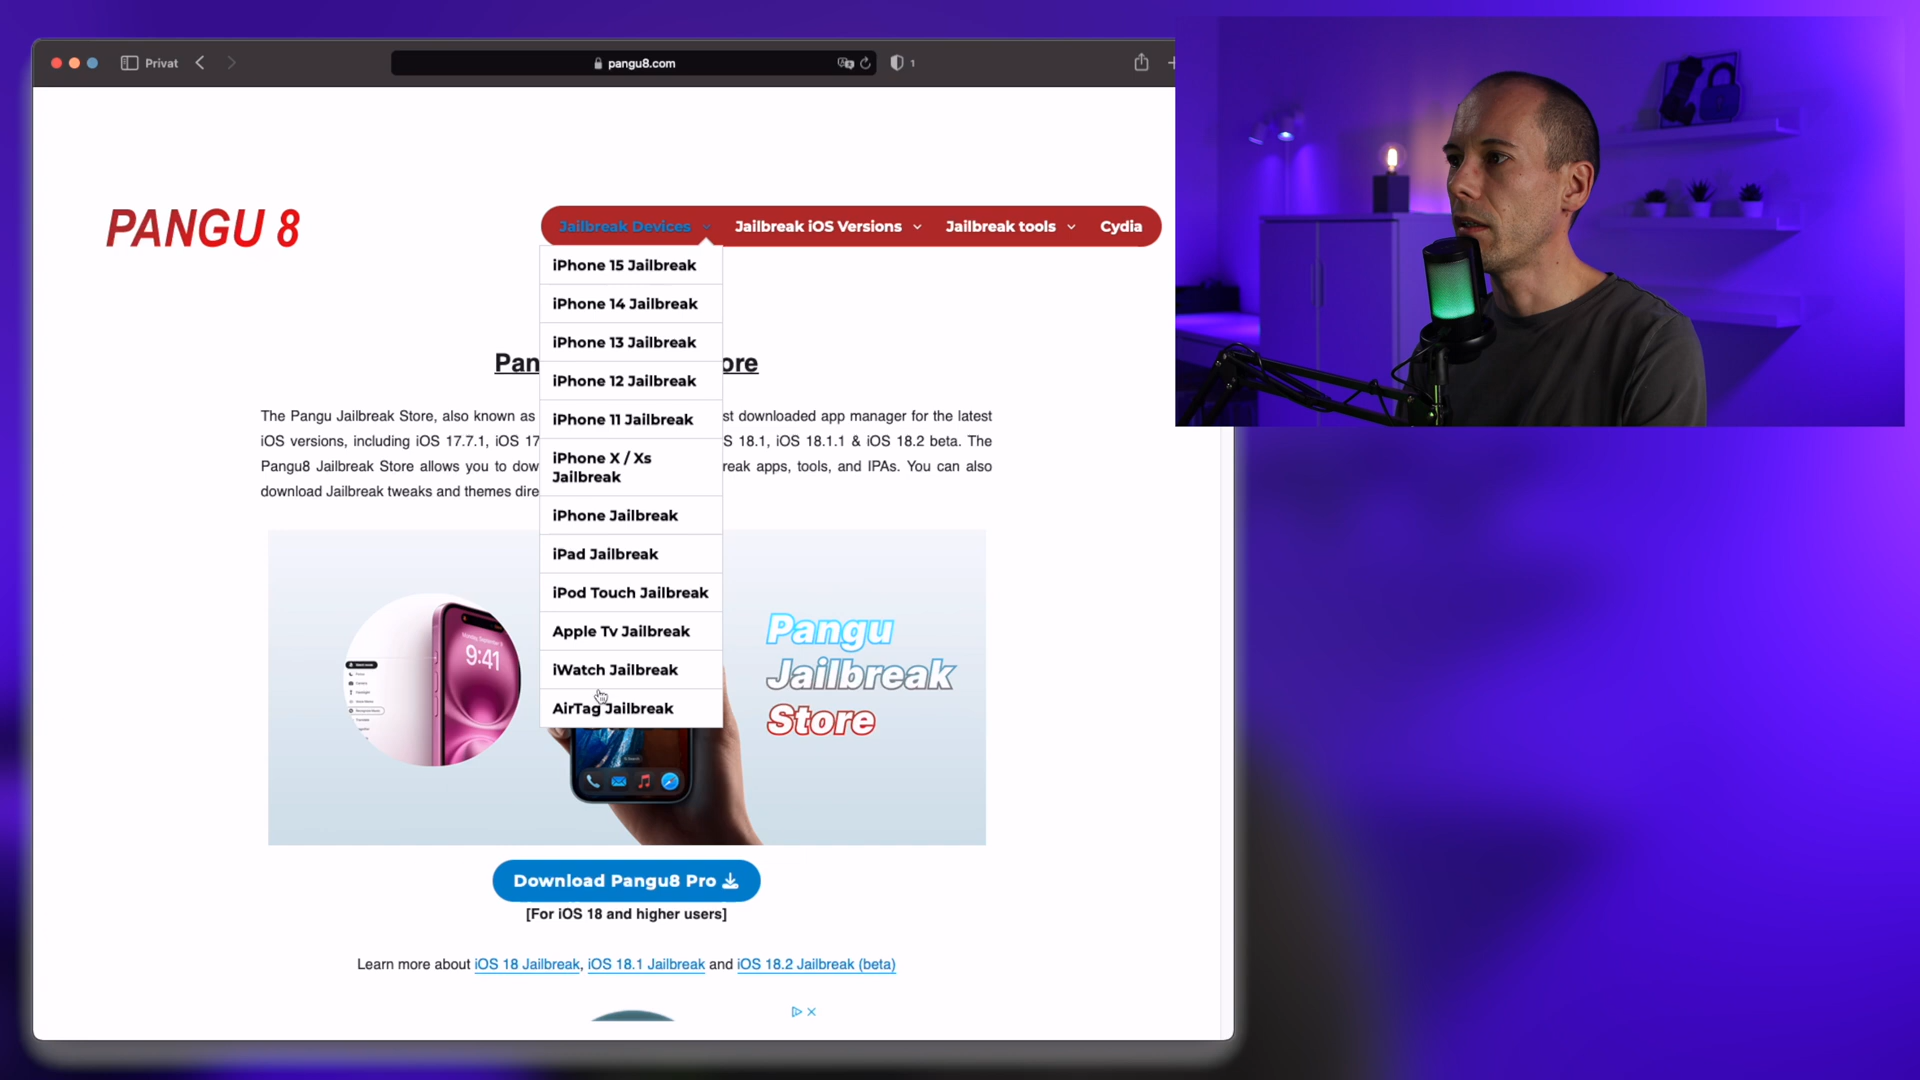 Privat
pangu8.com
1
PANGU 8
Jailbreak Devices
Jailbreak iOS Versions
Jailbreak tools
Cydia
iPhone 15 Jailbreak
iPhone 14 Jailbreak
iPhone 13 Jailbreak
iPhone 12 Jailbreak
iPhone 11 Jailbreak
iPhone X / Xs
Jailbreak
iPhone Jailbreak
iPad Jailbreak
iPod Touch Jailbreak
Apple Tv Jailbreak
iWatch Jailbreak
AirTag Jailbreak
Pan ore
The Pangu Jailbreak Store, also known as st downloaded app manager for the latest
iOS versions, including iOS 17.7.1, iOS 17 S 18.1, iOS 18.1.1 & iOS 18.2 beta. The
Pangu8 Jailbreak Store allows you to dow reak apps, tools, and IPAs. You can also
download Jailbreak tweaks and themes dire
9:41
Pangu
Jailbreak
Store
Download Pangu8 Pro
[For iOS 18 and higher users]
Learn more about iOS 18 Jailbreak, iOS 18.1 Jailbreak and iOS 18.2 Jailbreak (beta)